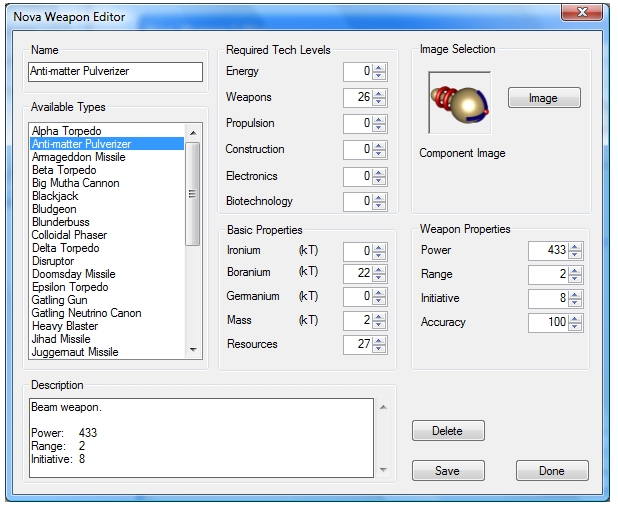 Nova Weapon Editor
Name
Anti-matter Pulverizer
Available Types
Alpha Torpedo
Anti-matter Pulverizer
Armageddon Missile
Beta Torpedo
Big Mutha Cannon
Blackjack
Bludgeon
Blunderbuss
Colloidal Phaser
Delta Torpedo
Disruptor
Doomsday Missile
Epsilon Torpedo
Gatling Gun
Gatling Neutrino Canon
Heavy Blaster
Jihad Missile
Juggernaut Missile
Required Tech Levels
Energy 0
Weapons 26
Propulsion 0
Construction 0
Electronics 0
Biotechnology 0
Basic Properties
Ironium (kT) 0
Boranium (kT) 22
Germanium (kT) 0
Mass (kT) 2
Resources 27
Image Selection
Image
Component Image
Weapon Properties
Power 433
Range 2
Initiative 8
Accuracy 100
Description
Beam weapon.
Power: 433
Range: 2
Initiative: 8
Delete
Save Done